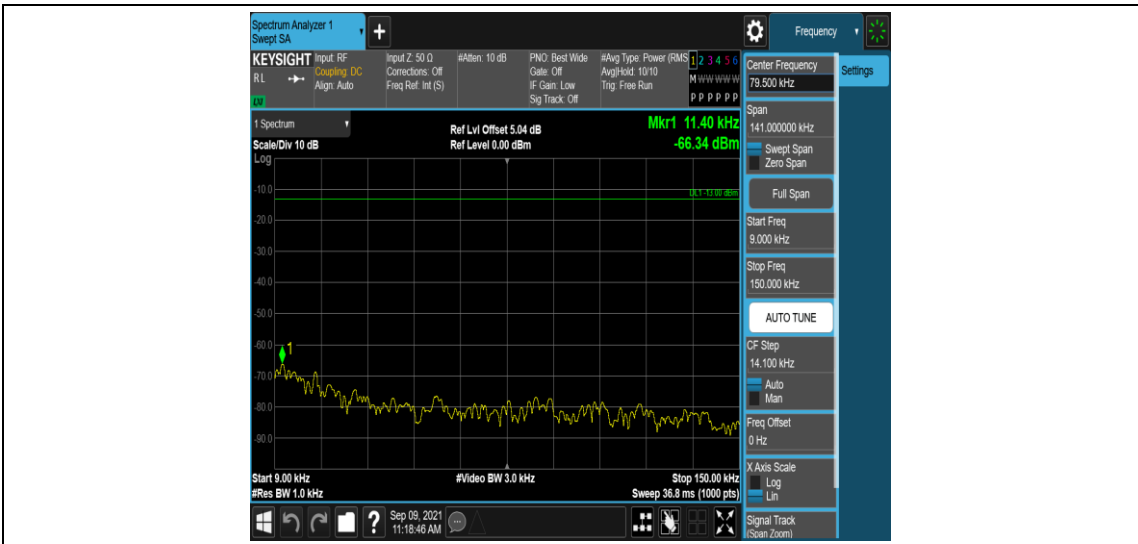 Spectrum Analyzer 1
Swept SA
+
Frequency
KEYSIGHT
RL
LXI
Input: RF
Coupling: DC
Align: Auto
Input Z: 50 Ω
Corrections: Off
Freq Ref: Int (S)
#Atten: 10 dB
PNO: Best Wide
Gate: Off
IF Gain: Low
Sig Track: Off
#Avg Type: Power (RMS
Avg|Hold: 10/10
Trig: Free Run
1 2 3 4 5 6
M W W W W W
P P P P P P
1 Spectrum
Scale/Div 10 dB
Log
Ref Lvl Offset 5.04 dB
Ref Level 0.00 dBm
Mkr1 11.40 kHz
-66.34 dBm
DL1 -13.00 dBm
-10.0
-20.0
-30.0
-40.0
-50.0
-60.0
1
-70.0
-80.0
-90.0
Start 9.00 kHz
#Res BW 1.0 kHz
#Video BW 3.0 kHz
Stop 150.00 kHz
Sweep 36.8 ms (1000 pts)
?
Sep 09, 2021
11:18:46 AM
Center Frequency
79.500 kHz
Settings
Span
141.000000 kHz
Swept Span
Zero Span
Full Span
Start Freq
9.000 kHz
Stop Freq
150.000 kHz
AUTO TUNE
CF Step
14.100 kHz
Auto
Man
Freq Offset
0 Hz
X Axis Scale
Log
Lin
Signal Track
(Span Zoom)